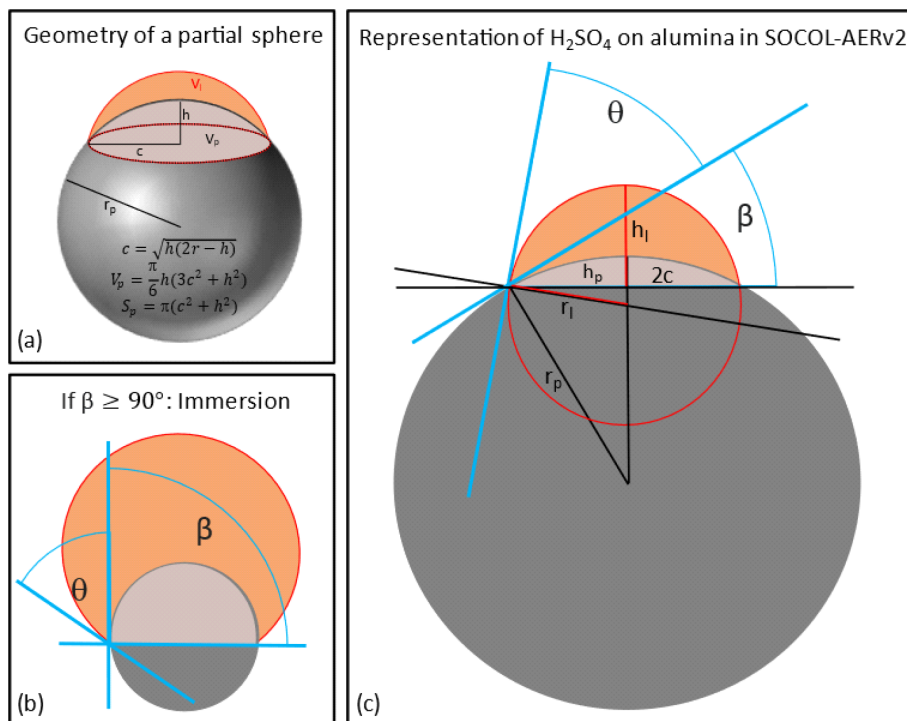 Geometry of a partial sphere
V_l
h
V_p
c
r_p
c = √h(2r − h)
V_p = π/6 h(3c² + h²)
S_p = π(c² + h²)
(a)
If β ≥ 90°: Immersion
β
θ
(b)
Representation of H₂SO₄ on alumina in SOCOL-AERv2
θ
β
h_l
h_p
2c
r_l
r_p
(c)